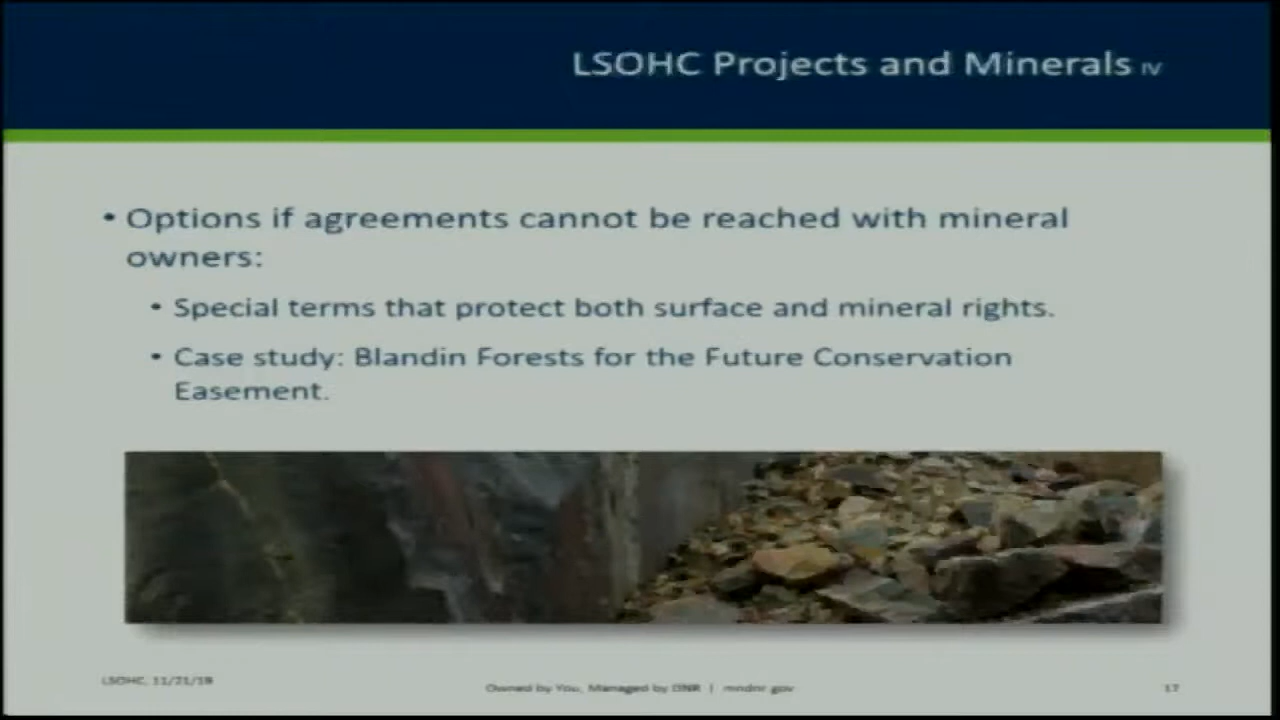 LSOHC Projects and Minerals IV
• Options if agreements cannot be reached with mineral
owners:
• Special terms that protect both surface and mineral rights.
• Case study: Blandin Forests for the Future Conservation
Easement.
LSOHC, 11/21/19
Owned by You, Managed by DNR | mndnr.gov
17